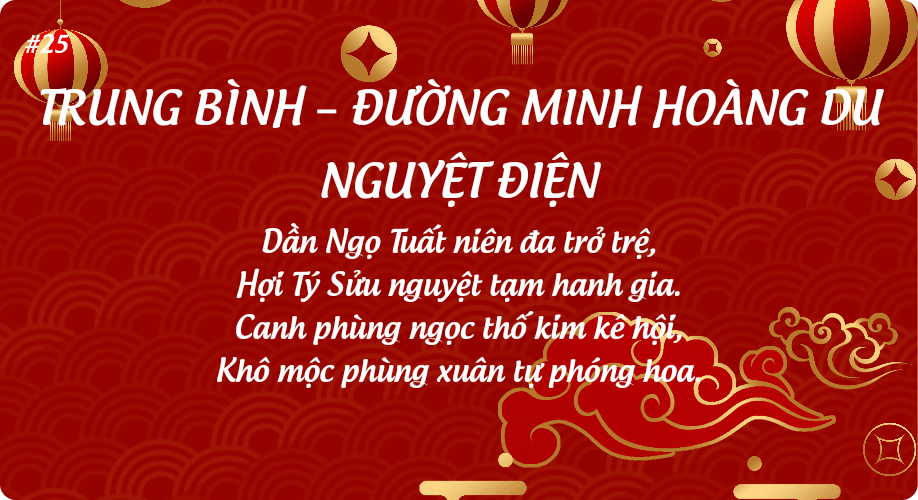 #25
TRUNG BÌNH – ĐƯỜNG MINH HOÀNG DU
NGUYỆT ĐIỆN
Dần Ngọ Tuất niên đa trở trệ,
Hợi Tý Sửu nguyệt tạm hanh gia.
Canh phùng ngọc thố kim kê hội,
Khô mộc phùng xuân tự phóng hoa.